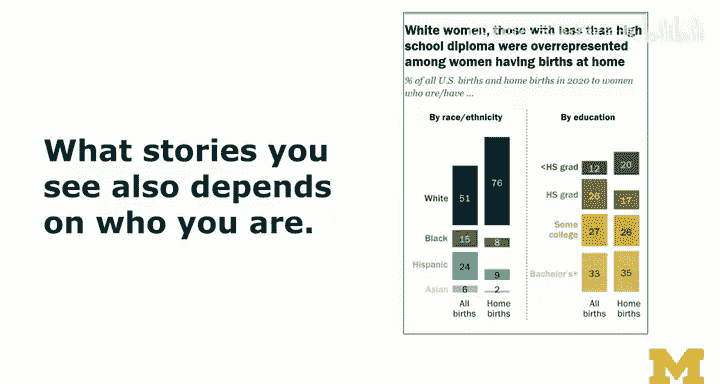 What stories you
see also depends
on who you are.
White women, those with less than high
school diploma were overrepresented
among women having births at home
% of all U.S. births and home births in 2020 to women
who are/have ...
By race/ethnicity
White
51
76
Black
15
8
Hispanic
24
9
Asian
6
2
All
births
Home
births
By education
<HS grad
12
20
HS grad
26
17
Some
college
27
28
Bachelor's+
33
35
All
births
Home
births
M